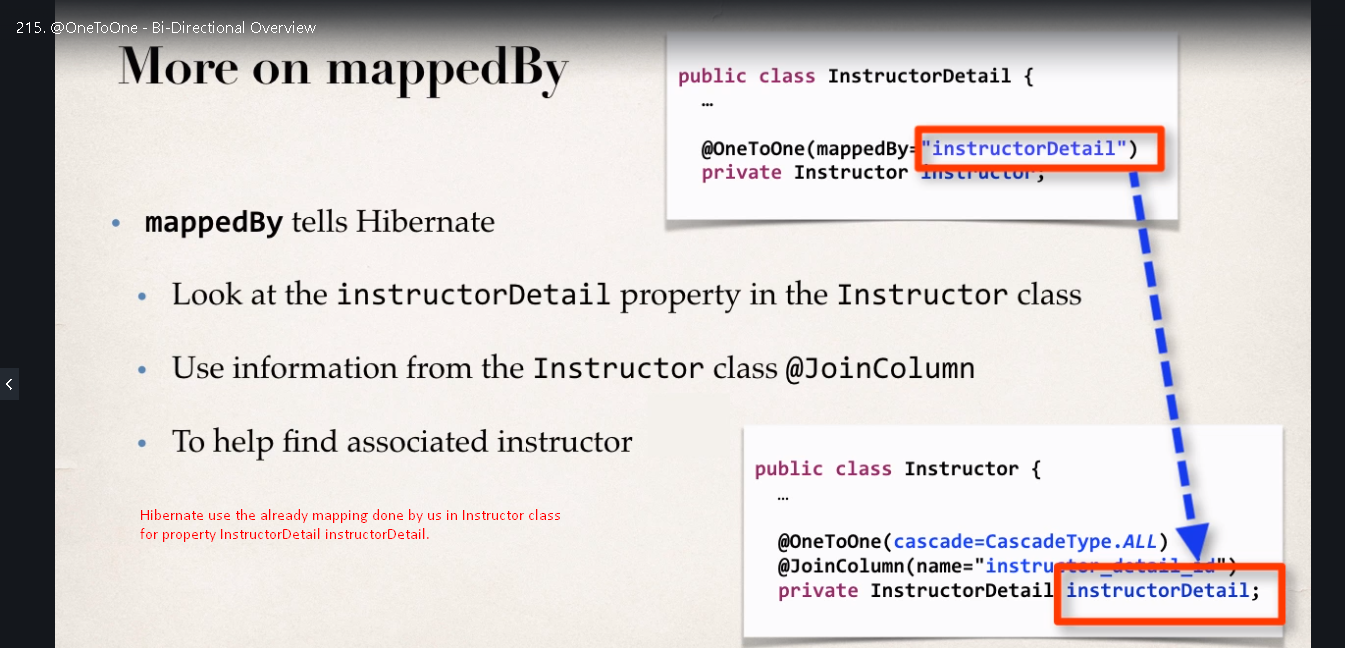 215. @OneToOne - Bi-Directional Overview
More on mappedBy
public class InstructorDetail {
…
@OneToOne(mappedBy="instructorDetail")
private Instructor instructor;
• mappedBy tells Hibernate
• Look at the instructorDetail property in the Instructor class
• Use information from the Instructor class @JoinColumn
• To help find associated instructor
Hibernate use the already mapping done by us in Instructor class
for property InstructorDetail instructorDetail.
public class Instructor {
…
@OneToOne(cascade=CascadeType.ALL)
@JoinColumn(name="instructor_detail_id")
private InstructorDetail instructorDetail;